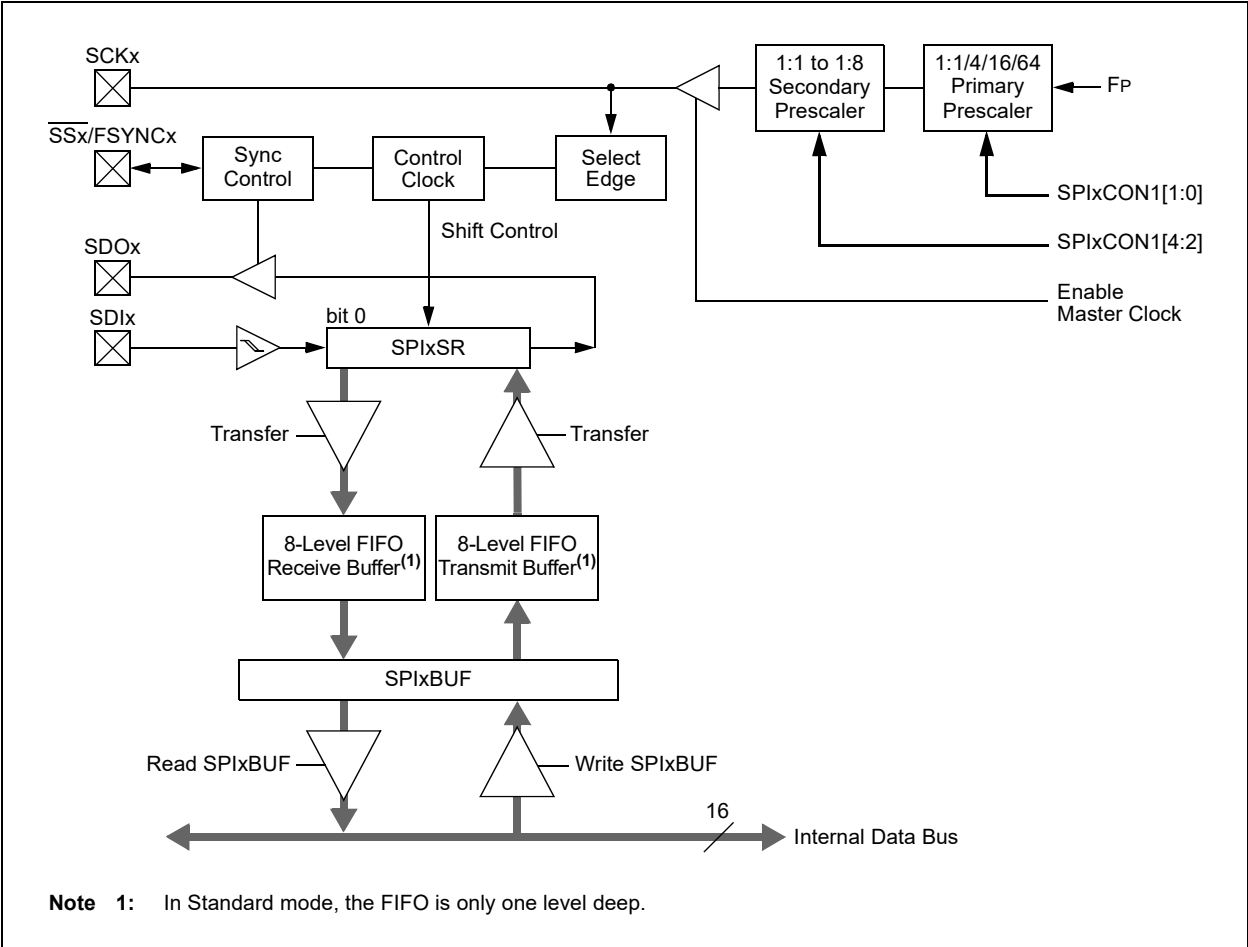 SCKx
SSx/FSYNCx
SDOx
SDIx
Sync
Control
Control
Clock
Select
Edge
1:1 to 1:8
Secondary
Prescaler
1:1/4/16/64
Primary
Prescaler
FP
SPIxCON1[1:0]
SPIxCON1[4:2]
Enable
Master Clock
Shift Control
bit 0
SPIxSR
Transfer
Transfer
8-Level FIFO
Receive Buffer(1)
8-Level FIFO
Transmit Buffer(1)
SPIxBUF
Read SPIxBUF
Write SPIxBUF
16
Internal Data Bus
Note 1: In Standard mode, the FIFO is only one level deep.